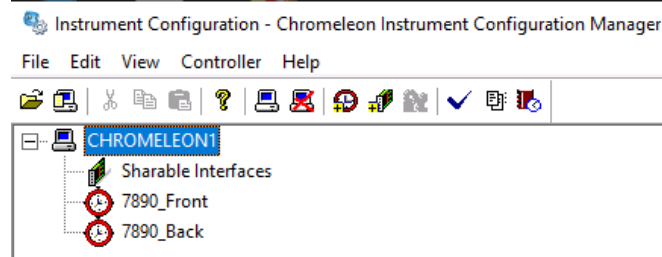 Instrument Configuration - Chromeleon Instrument Configuration Manager
File Edit View Controller Help
CHROMELEON1
Sharable Interfaces
7890_Front
7890_Back